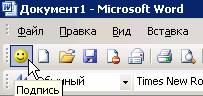 Документ1 - Microsoft Word
Файл Правка Вид Вставка
Обычный Times New Ro
Подпись